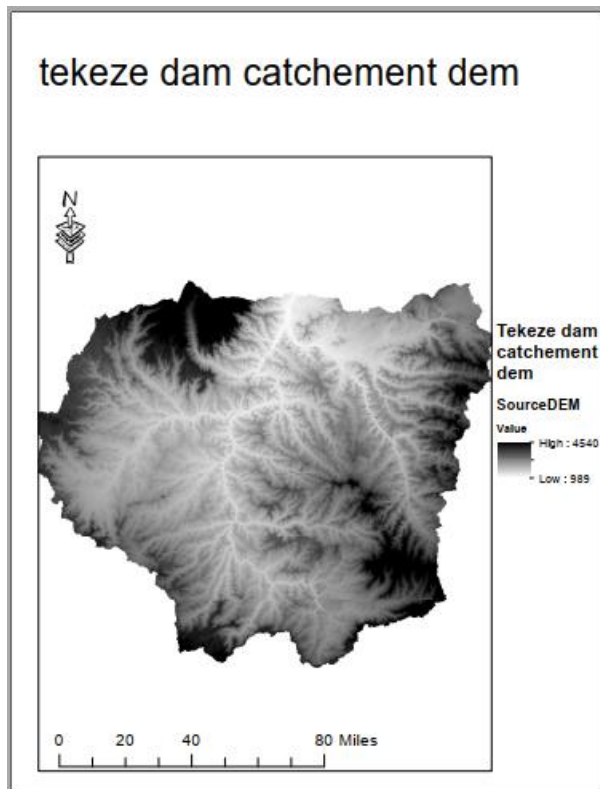 tekeze dam catchement dem
N
Tekeze dam
catchement
dem
SourceDEM
Value
High : 4540
Low : 989
0 20 40 80 Miles